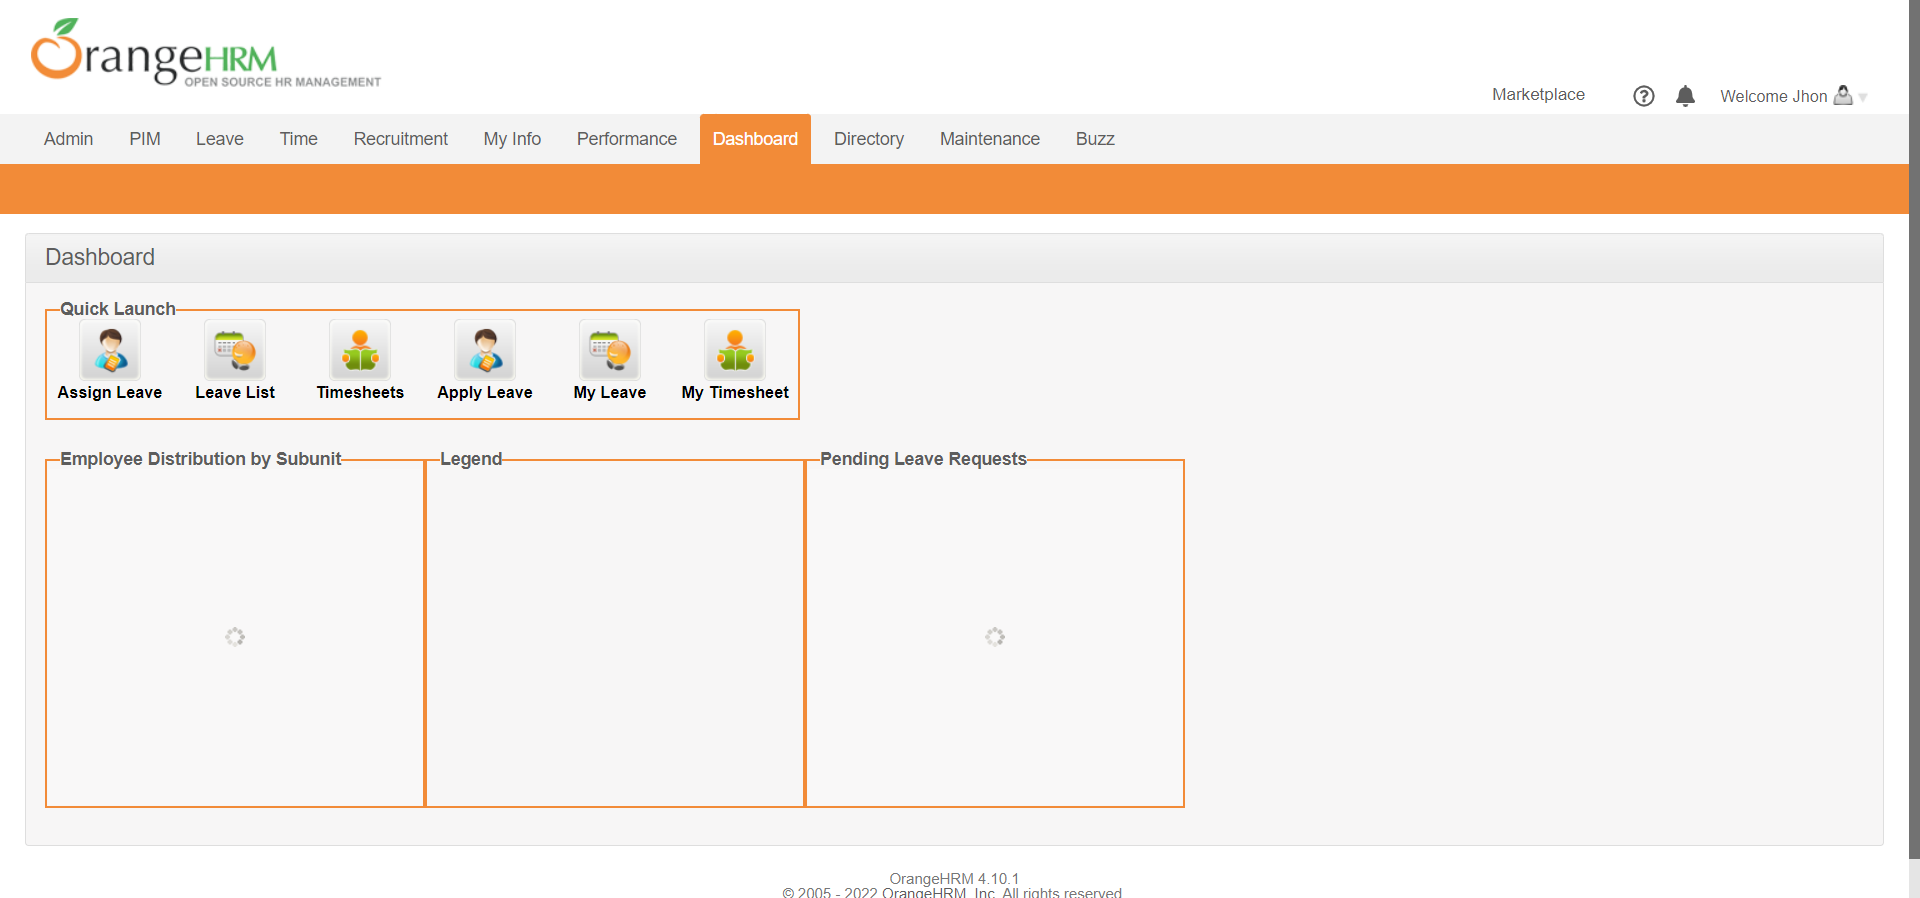 OrangeHRM
OPEN SOURCE HR MANAGEMENT
Marketplace
Welcome Jhon
Admin PIM Leave Time Recruitment My Info Performance Dashboard Directory Maintenance Buzz
Dashboard
Quick Launch
Assign Leave Leave List Timesheets Apply Leave My Leave My Timesheet
Employee Distribution by Subunit Legend Pending Leave Requests
OrangeHRM 4.10.1
© 2005 - 2022 OrangeHRM, Inc. All rights reserved